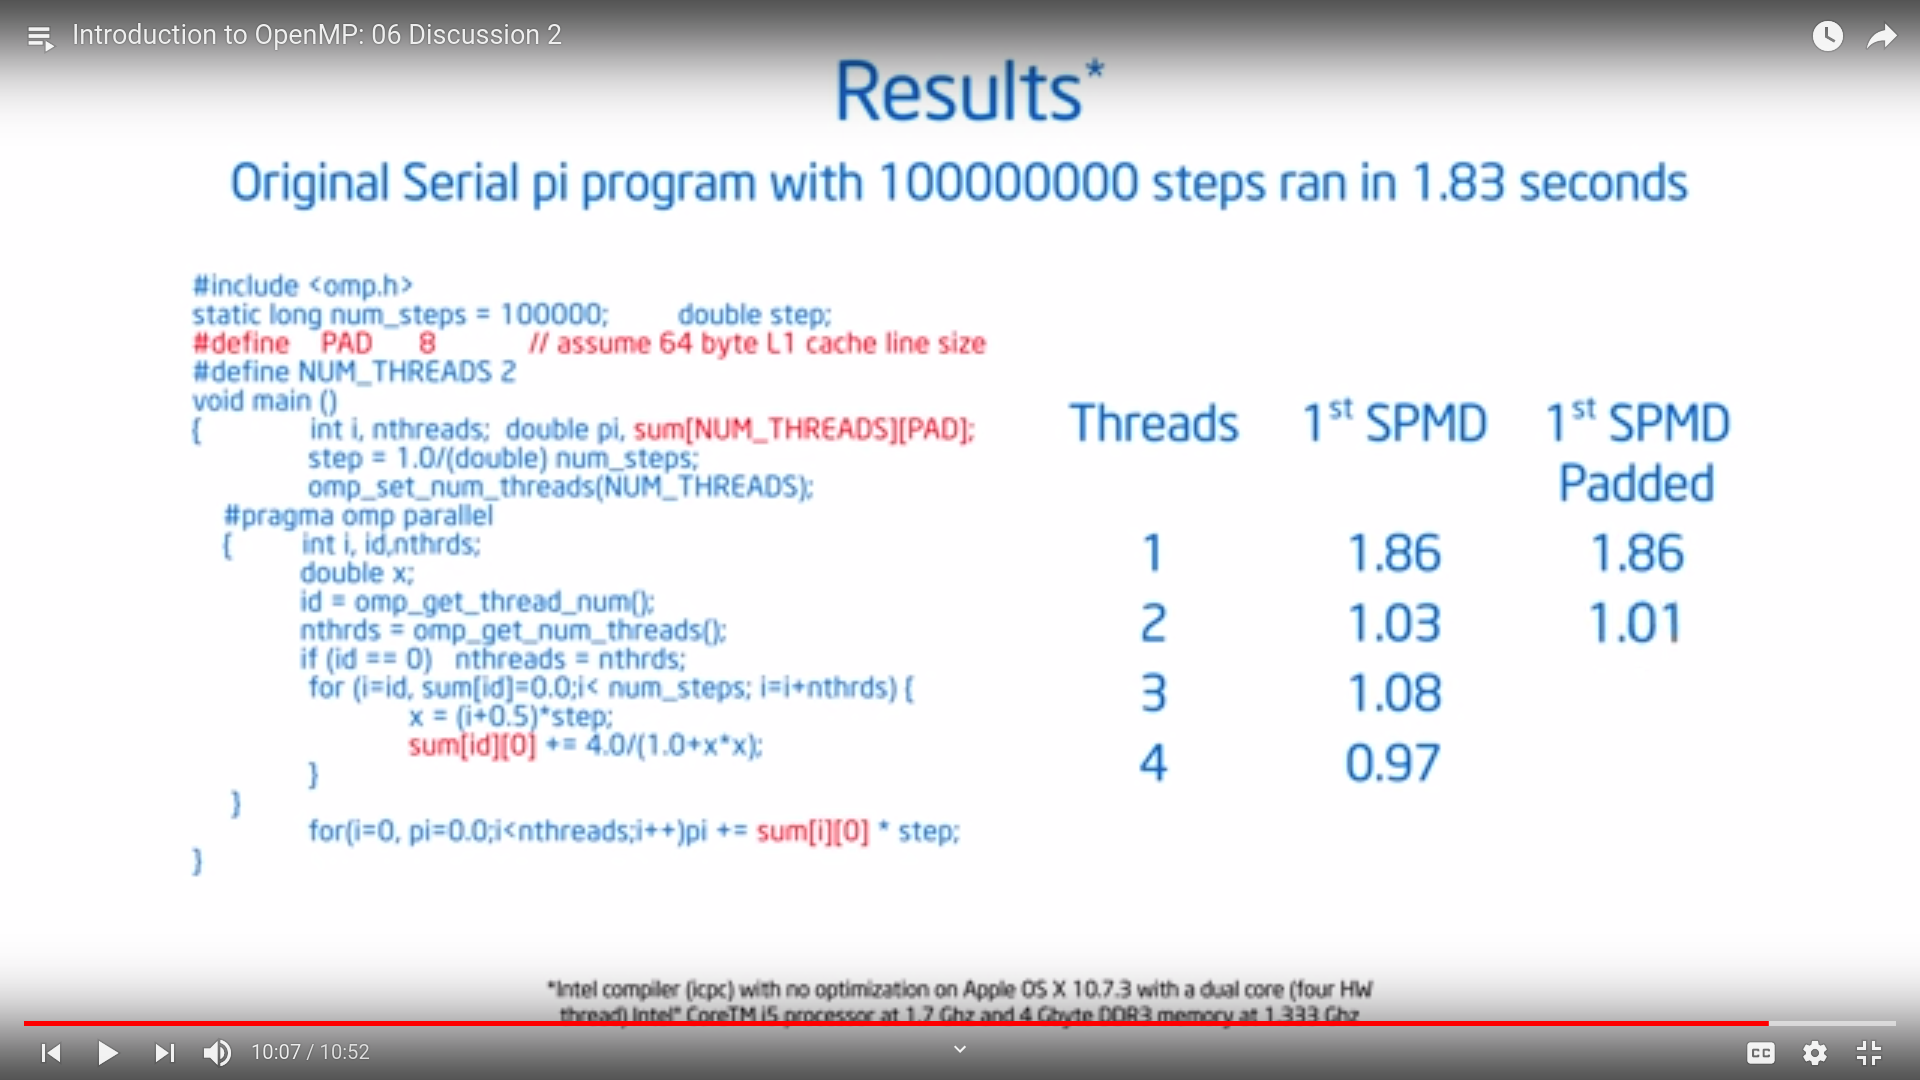 Introduction to OpenMP: 06 Discussion 2
Results*
Original Serial pi program with 100000000 steps ran in 1.83 seconds
#include <omp.h>
static long num_steps = 100000; double step;
#define PAD 8 // assume 64 byte L1 cache line size
#define NUM_THREADS 2
void main ()
{ int i, nthreads; double pi, sum[NUM_THREADS][PAD];
step = 1.0/(double) num_steps;
omp_set_num_threads(NUM_THREADS);
#pragma omp parallel
{ int i, id,nthrds;
double x;
id = omp_get_thread_num();
nthrds = omp_get_num_threads();
if (id == 0) nthreads = nthrds;
for (i=id, sum[id]=0.0;i< num_steps; i=i+nthrds) {
x = (i+0.5)*step;
sum[id][0] += 4.0/(1.0+x*x);
}
}
for(i=0, pi=0.0;i<nthreads;i++)pi += sum[i][0] * step;
}
Threads 1st SPMD 1st SPMD
Padded
1 1.86 1.86
2 1.03 1.01
3 1.08
4 0.97
*Intel compiler (icpc) with no optimization on Apple OS X 10.7.3 with a dual core (four HW
thread) Intel® CoreTM i5 processor at 1.7 Ghz and 4 Gbyte DDR3 memory at 1.333 Ghz
10:07 / 10:52
CC